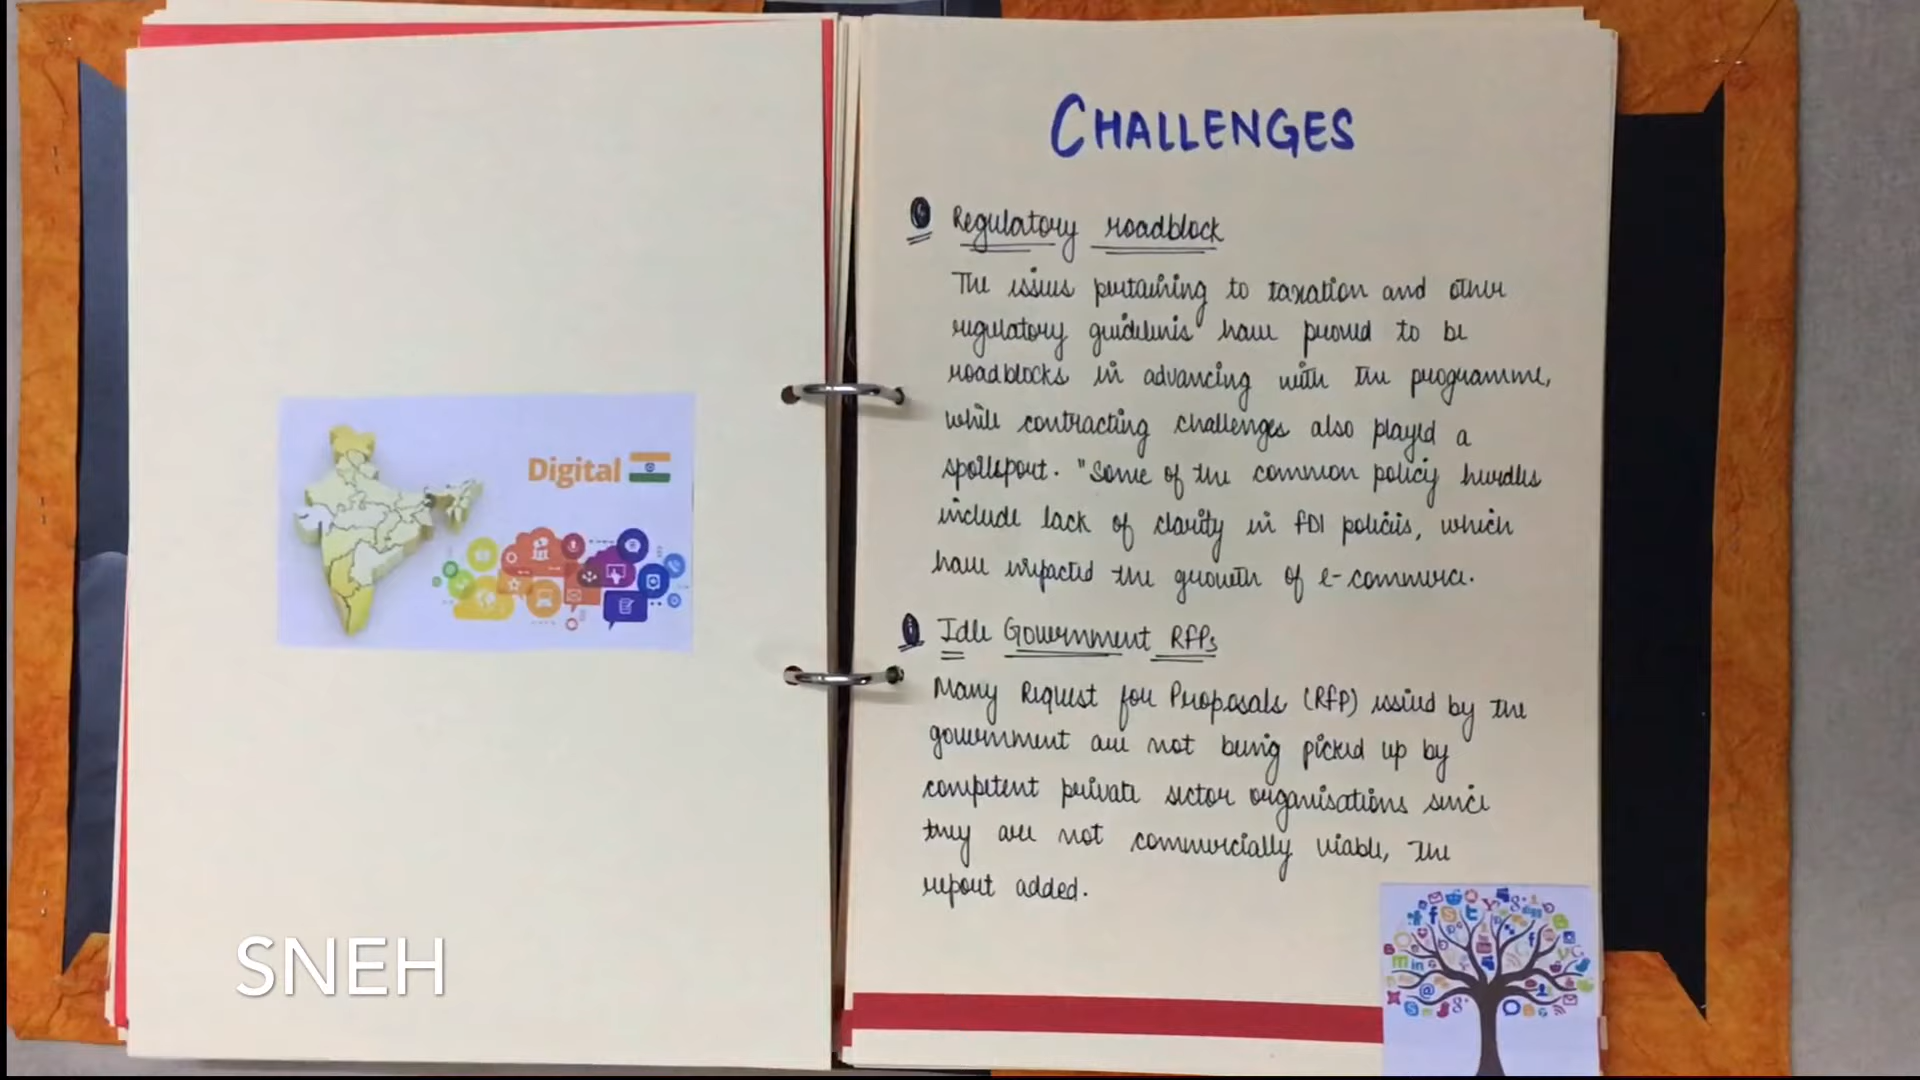 Digital
SNEH
CHALLENGES
Regulatory roadblock
The issues pertaining to taxation and other
regulatory guidelines have proved to be
roadblocks in advancing with the programme,
while contracting challenges also played a
spoilsport. "Some of the common policy hurdles
include lack of clarity in FDI policies, which
have impacted the growth of e-commerce.
Idle Government RFPs
Many Request for Proposals (RFP) issued by the
government are not being picked up by
competent private sector organisations since
they are not commercially viable, the
report added.